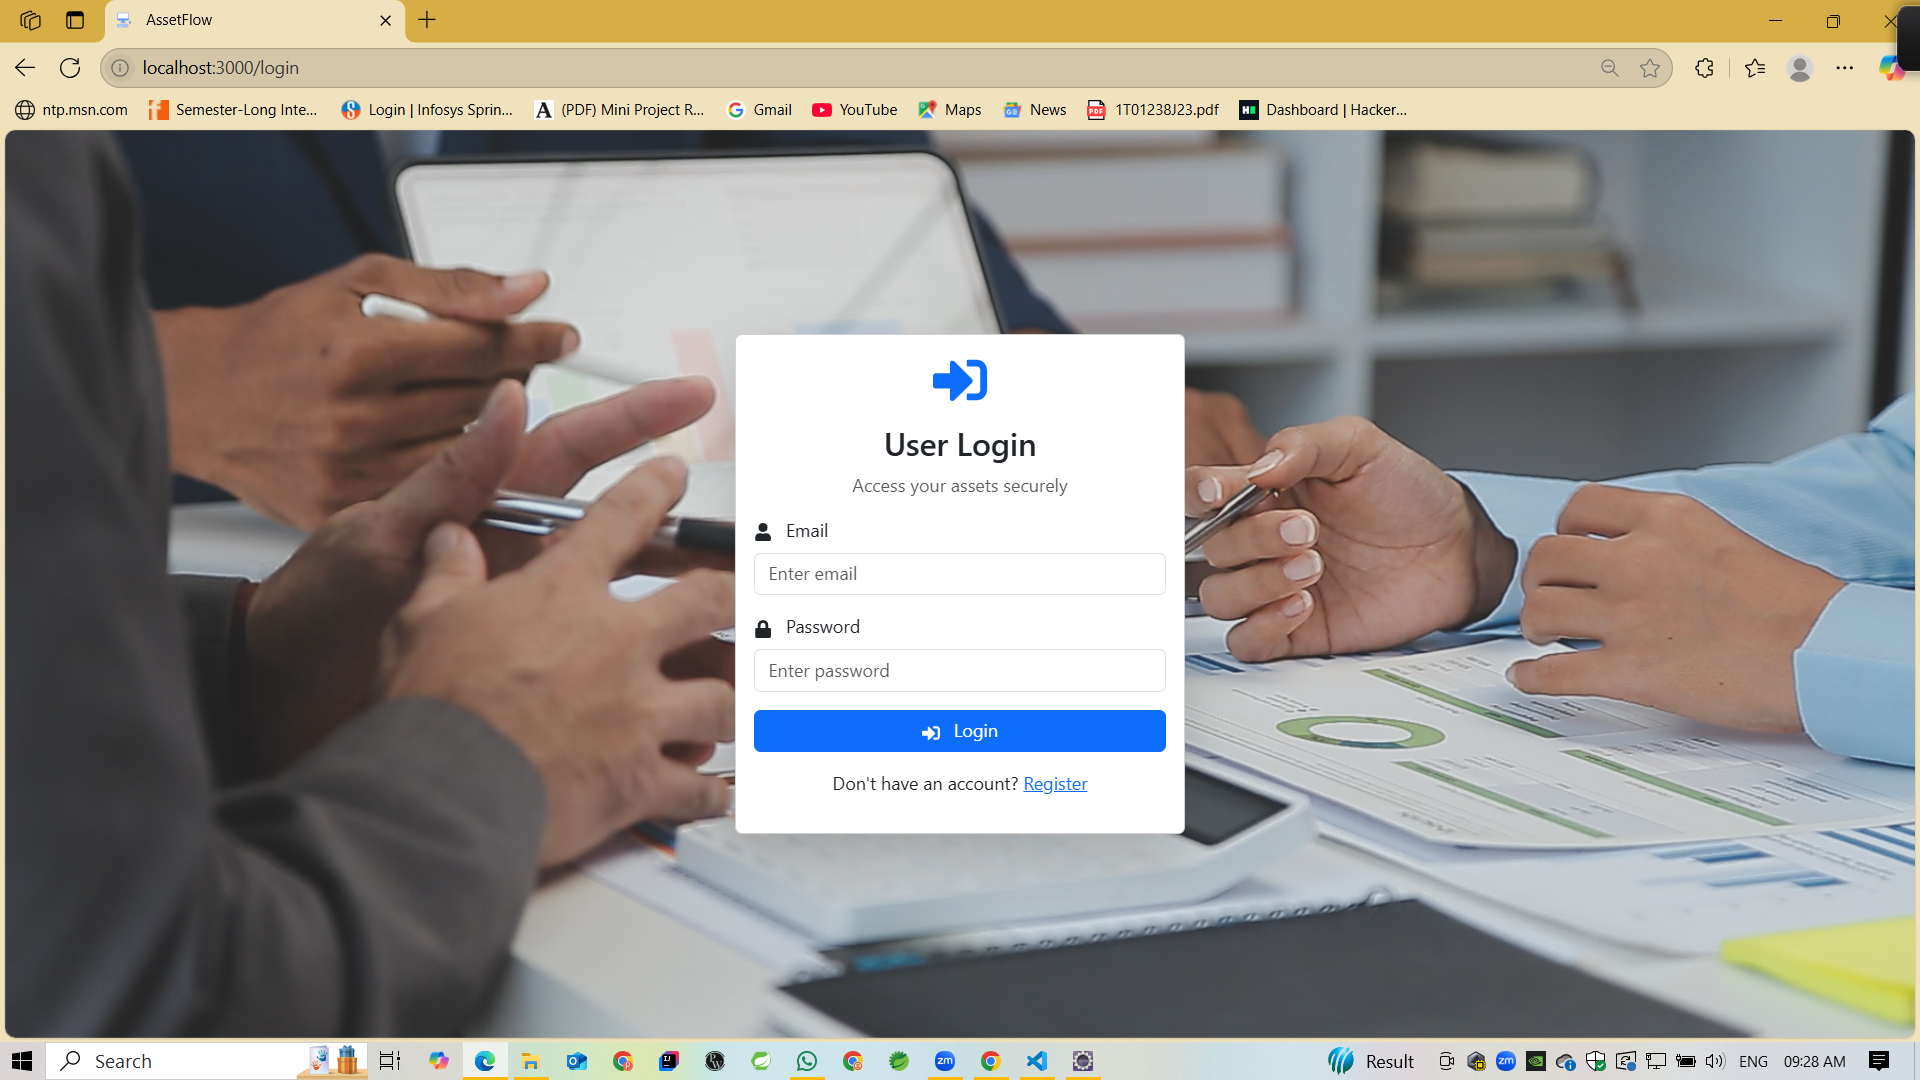 AssetFlow
localhost:3000/login
ntp.msn.com
Semester-Long Inte...
Login | Infosys Sprin...
(PDF) Mini Project R...
Gmail
YouTube
Maps
News
1T01238J23.pdf
Dashboard | Hacker...
User Login
Access your assets securely
Email
Enter email
Password
Enter password
Login
Don't have an account? Register
Search
Result
ENG
09:28 AM